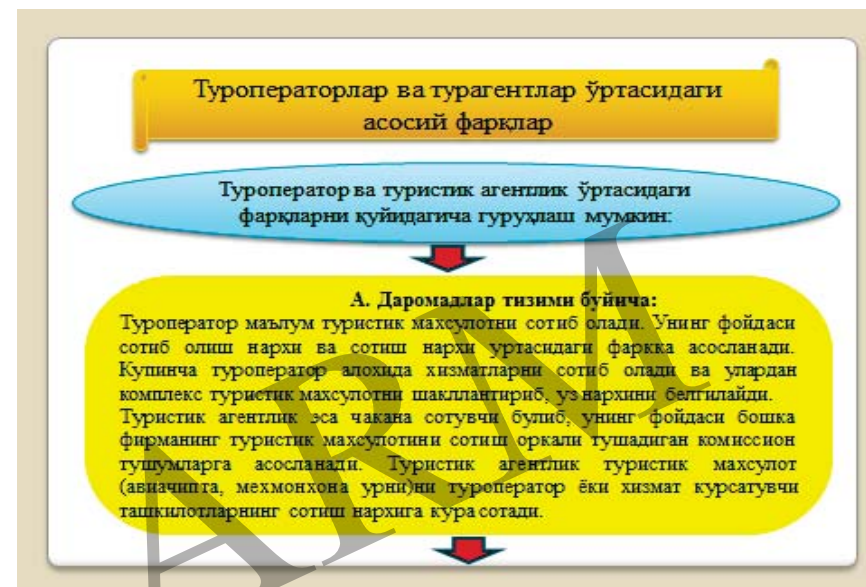 Туроператорлар ва турагентлар ўртасидаги
асосий фарқлар
Туроператор ва туристик агентлик ўртасидаги
фарқларни қуйидагича гуруҳлаш мумкин:
А. Даромадлар тизими буйича:
Туроператор маълум туристик махсулотни сотиб олади. Унинг фойдаси
сотиб олиш нархи ва сотиш нархи уртасидаги фаркка асосланади.
Купинча туроператор алохида хизматларни сотиб олади ва улардан
комплекс туристик махсулотни шакллантириб, уз нархини белгилайди.
Туристик агентлик эса чакана сотувчи булиб, унинг фойдаси бошка
фирманинг туристик махсулотини сотиш оркали тушадиган комиссион
тушумларга асосланади. Туристик агентлик туристик махсулот
(авиачипта, мехмонхона урни)ни туроператор ёки хизмат курсатувчи
ташкилотларнинг сотиш нархига кура сотади.
ARM